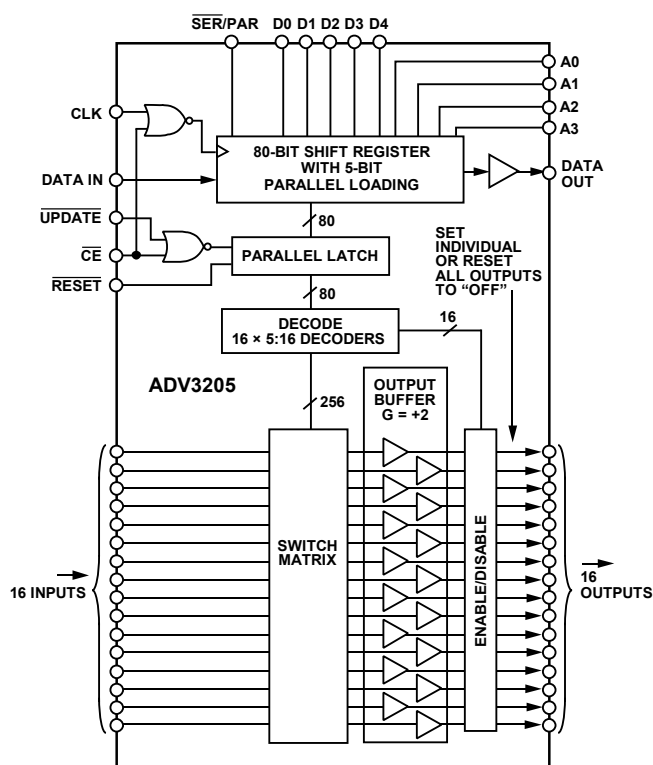 SER/PAR D0 D1 D2 D3 D4
A0
A1
A2
A3
CLK
80-BIT SHIFT REGISTER
WITH 5-BIT
PARALLEL LOADING
DATA
OUT
DATA IN
UPDATE
80
SET
INDIVIDUAL
OR RESET
ALL OUTPUTS
TO “OFF”
CE
PARALLEL LATCH
RESET
80
DECODE
16 × 5:16 DECODERS
16
ADV3205
256
OUTPUT
BUFFER
G = +2
SWITCH
MATRIX
ENABLE/DISABLE
16 INPUTS
16
OUTPUTS